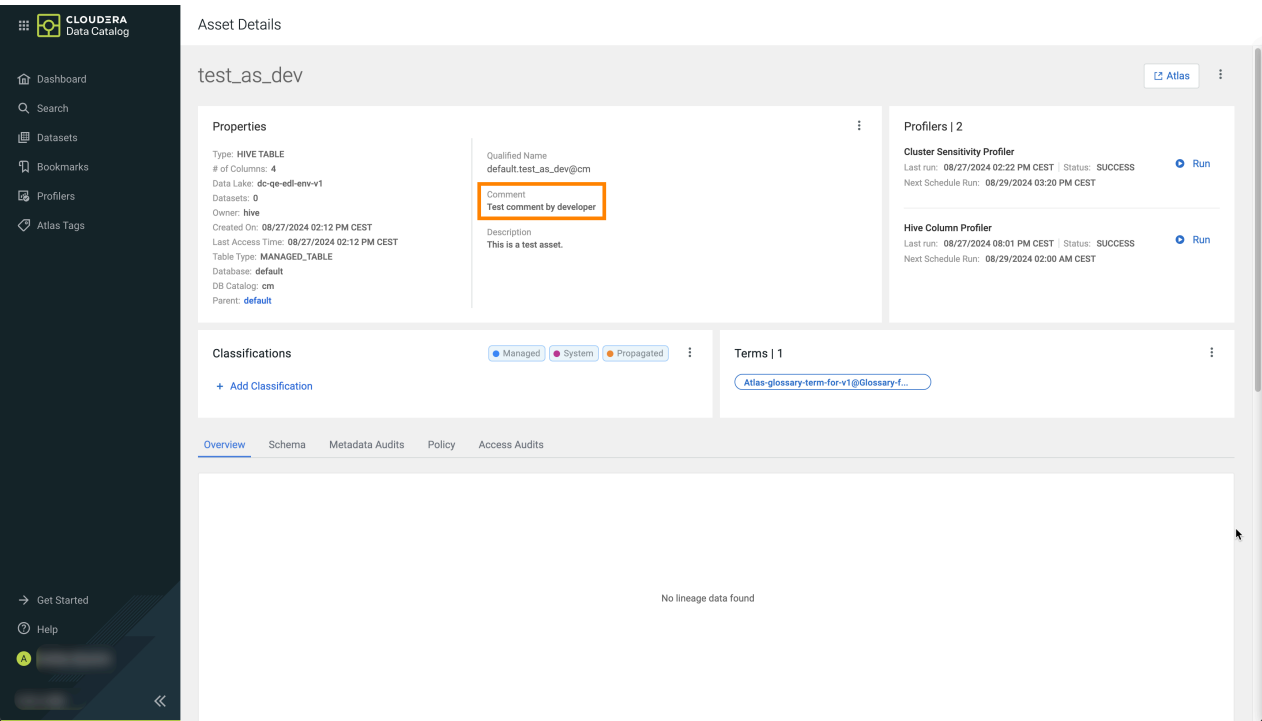 CLOUDERA
Data Catalog
Dashboard
Search
Datasets
Bookmarks
Profilers
Atlas Tags
Get Started
Help
A
Asset Details
test_as_dev
Atlas
Properties
Type: HIVE TABLE
# of Columns: 4
Data Lake: dc-qe-edl-env-v1
Datasets: 0
Owner: hive
Created On: 08/27/2024 02:12 PM CEST
Last Access Time: 08/27/2024 02:12 PM CEST
Table Type: MANAGED_TABLE
Database: default
DB Catalog: cm
Parent: default
Qualified Name
default.test_as_dev@cm
Comment
Test comment by developer
Description
This is a test asset.
Profilers | 2
Cluster Sensitivity Profiler
Last run: 08/27/2024 02:22 PM CEST | Status: SUCCESS
Next Schedule Run: 08/29/2024 03:20 PM CEST
Run
Hive Column Profiler
Last run: 08/27/2024 08:01 PM CEST | Status: SUCCESS
Next Schedule Run: 08/29/2024 02:00 AM CEST
Run
Classifications
Managed System Propagated
+ Add Classification
Terms | 1
Atlas-glossary-term-for-v1@Glossary-f...
Overview Schema Metadata Audits Policy Access Audits
No lineage data found